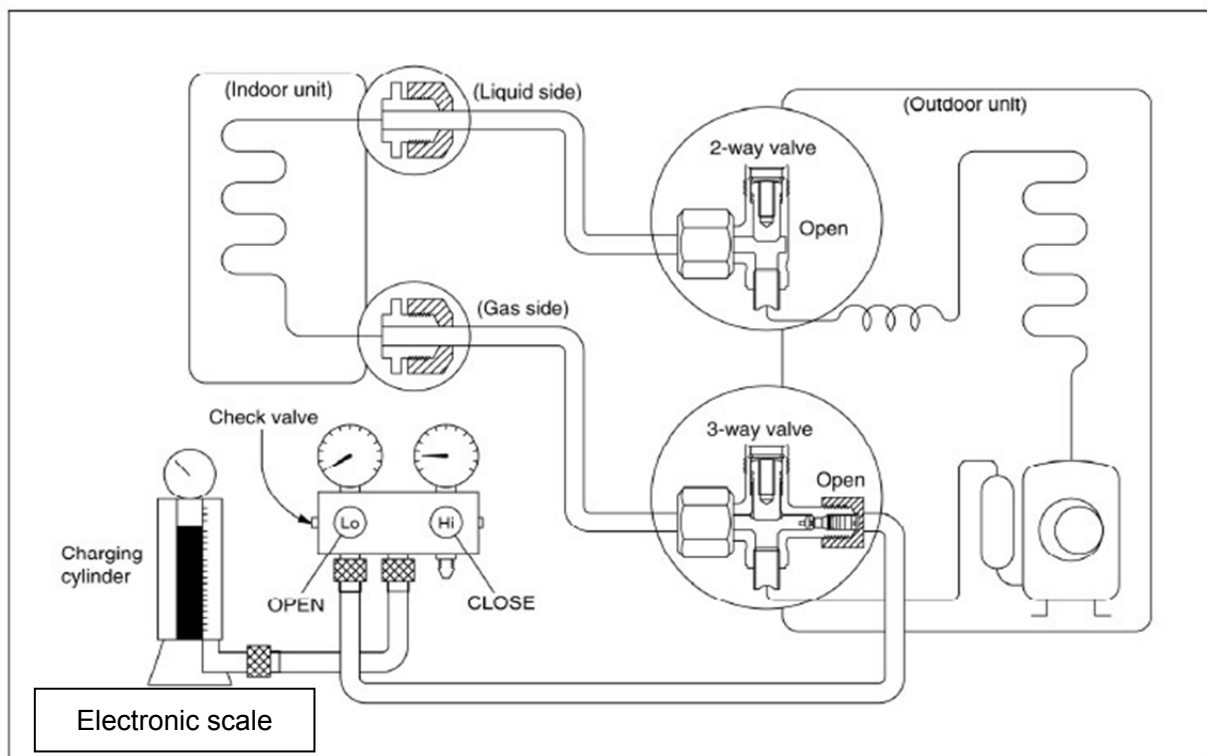 (Indoor unit)
(Liquid side)
(Outdoor unit)
2-way valve
Open
(Gas side)
Check valve
3-way valve
Open
Lo
Hi
Charging
cylinder
OPEN
CLOSE
Electronic scale